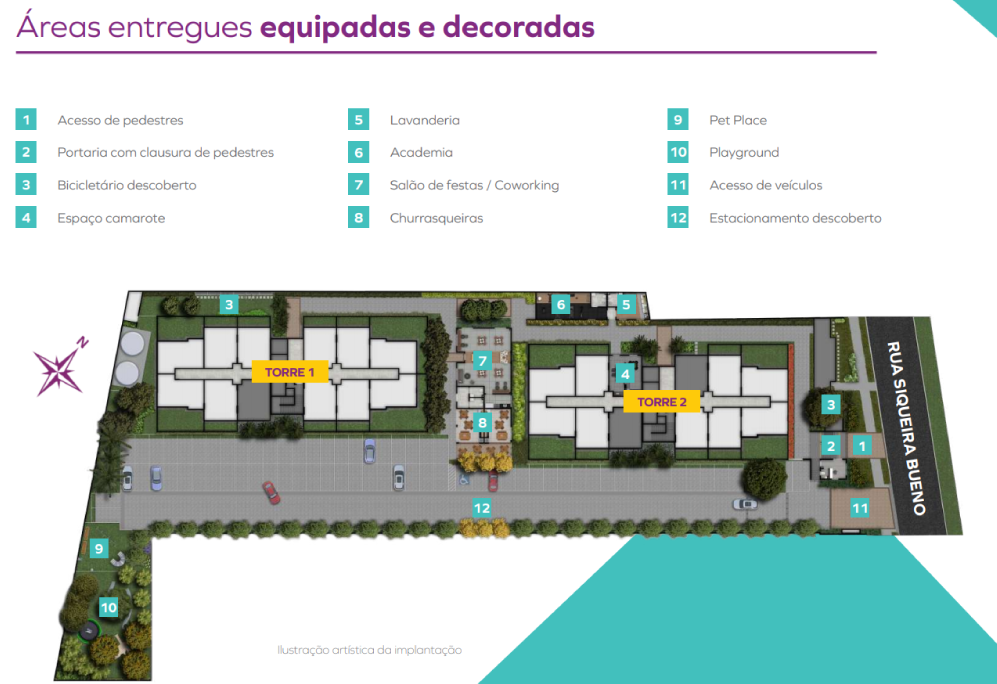 Áreas entregues equipadas e decoradas
1 Acesso de pedestres
2 Portaria com clausura de pedestres
3 Bicicletário descoberto
4 Espaço camarote
5 Lavanderia
6 Academia
7 Salão de festas / Coworking
8 Churrasqueiras
9 Pet Place
10 Playground
11 Acesso de veículos
12 Estacionamento descoberto
N
3
6
5
TORRE 1
7
4
TORRE 2
8
3
2
1
RUA SIQUEIRA BUENO
12
11
9
10
Ilustração artística da implantação